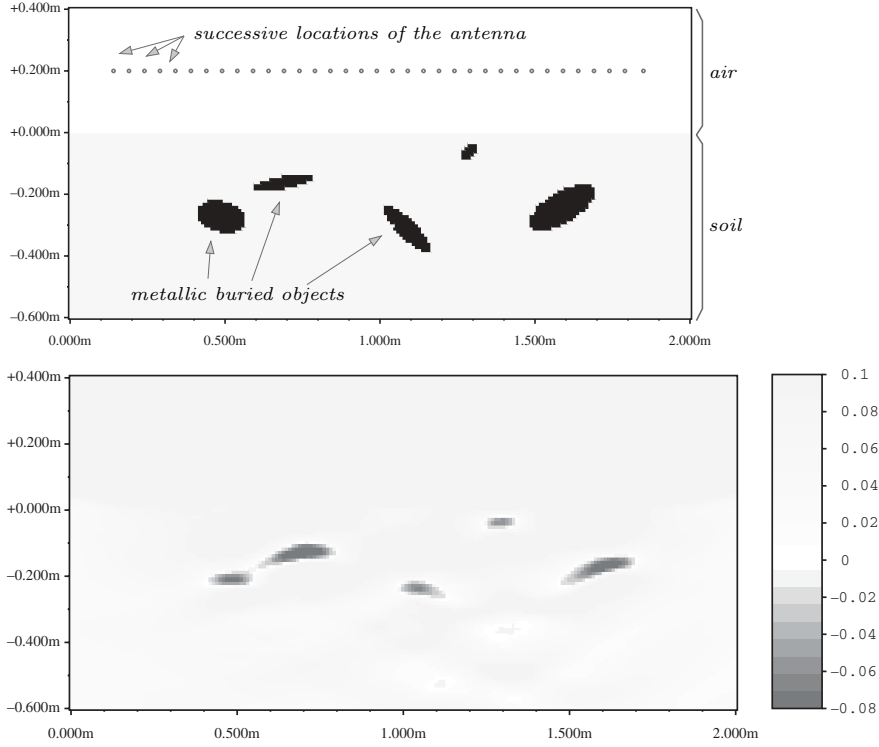 +0.400m
successive locations of the antenna
+0.200m
air
+0.000m
−0.200m
soil
−0.400m
metallic buried objects
−0.600m
0.000m 0.500m 1.000m 1.500m 2.000m
+0.400m
+0.200m
+0.000m
−0.200m
−0.400m
−0.600m
0.000m 0.500m 1.000m 1.500m 2.000m
0.1
0.08
0.06
0.04
0.02
0
−0.02
−0.04
−0.06
−0.08